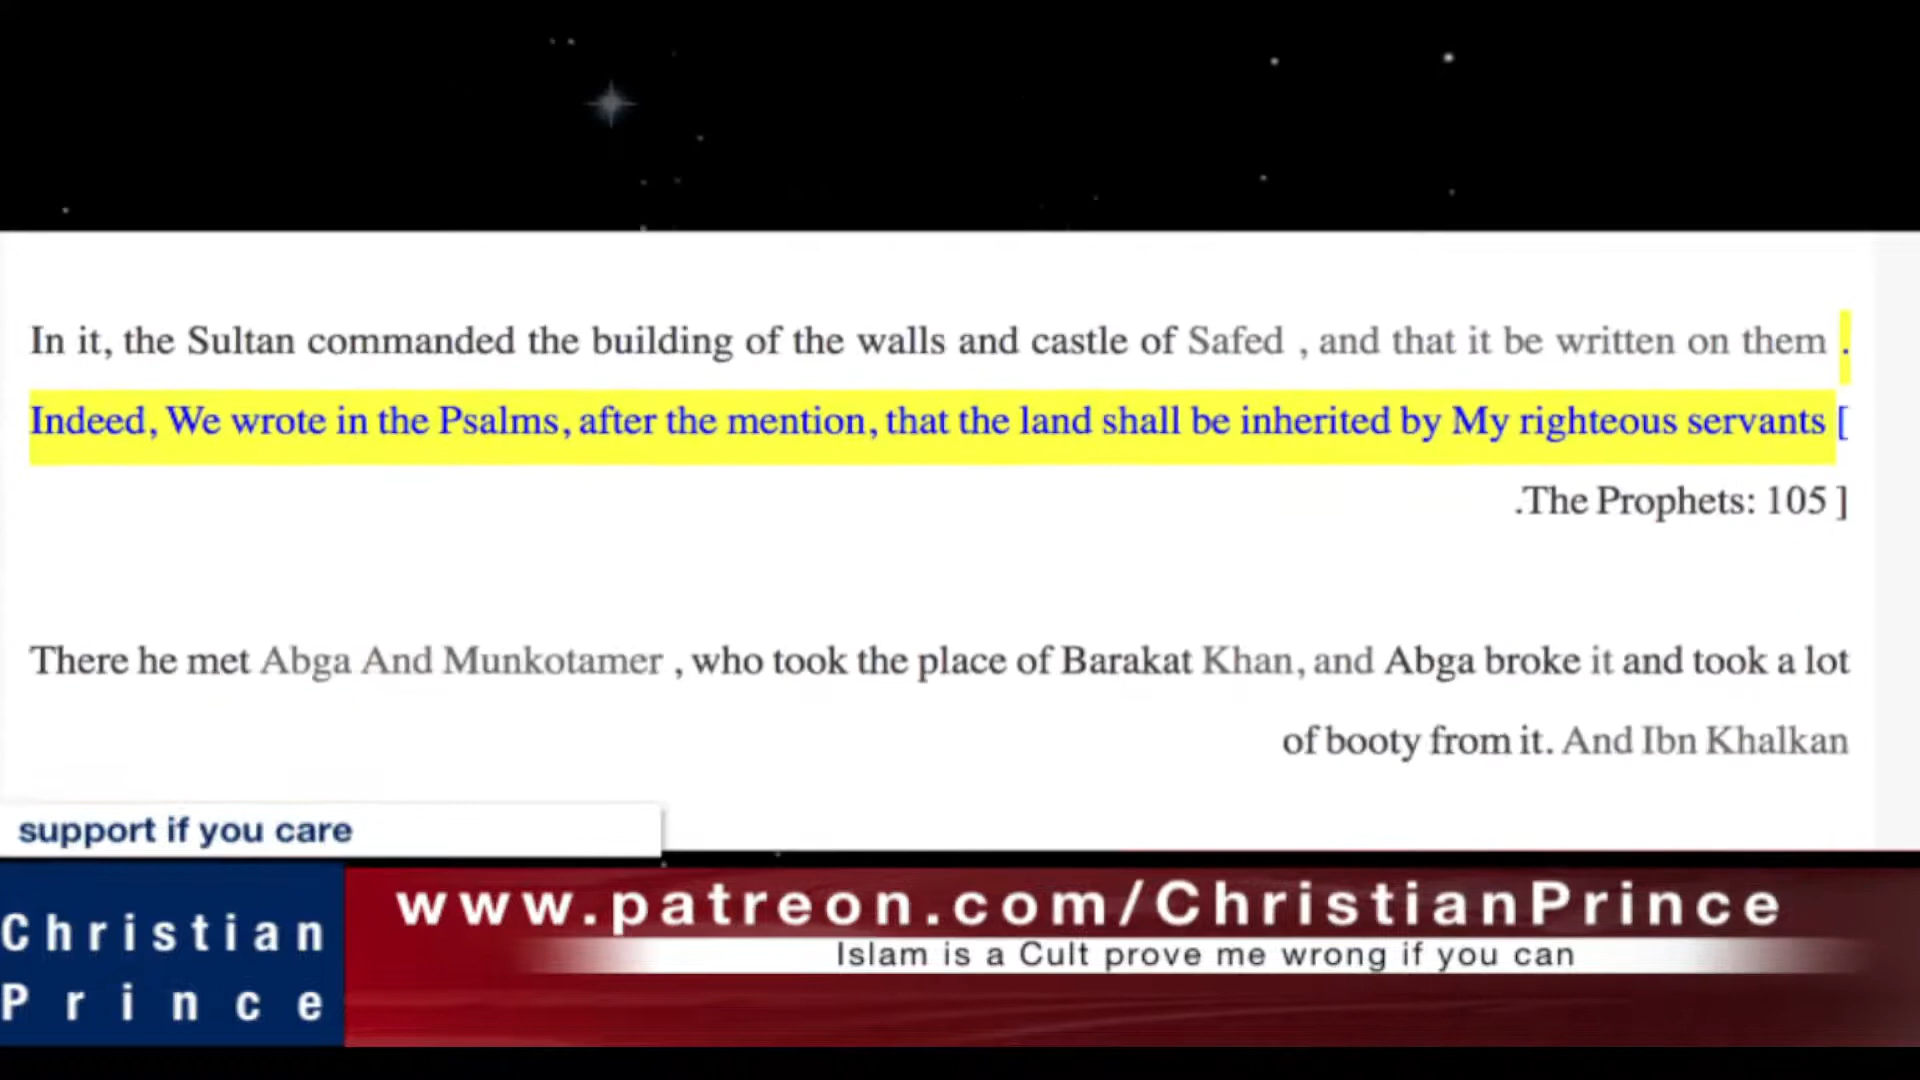 In it, the Sultan commanded the building of the walls and castle of Safed , and that it be written on them .
Indeed, We wrote in the Psalms, after the mention, that the land shall be inherited by My righteous servants [
.The Prophets: 105 ]
There he met Abga And Munkotamer , who took the place of Barakat Khan, and Abga broke it and took a lot
of booty from it. And Ibn Khalkan
support if you care
Christian
Prince
www.patreon.com/ChristianPrince
Islam is a Cult prove me wrong if you can